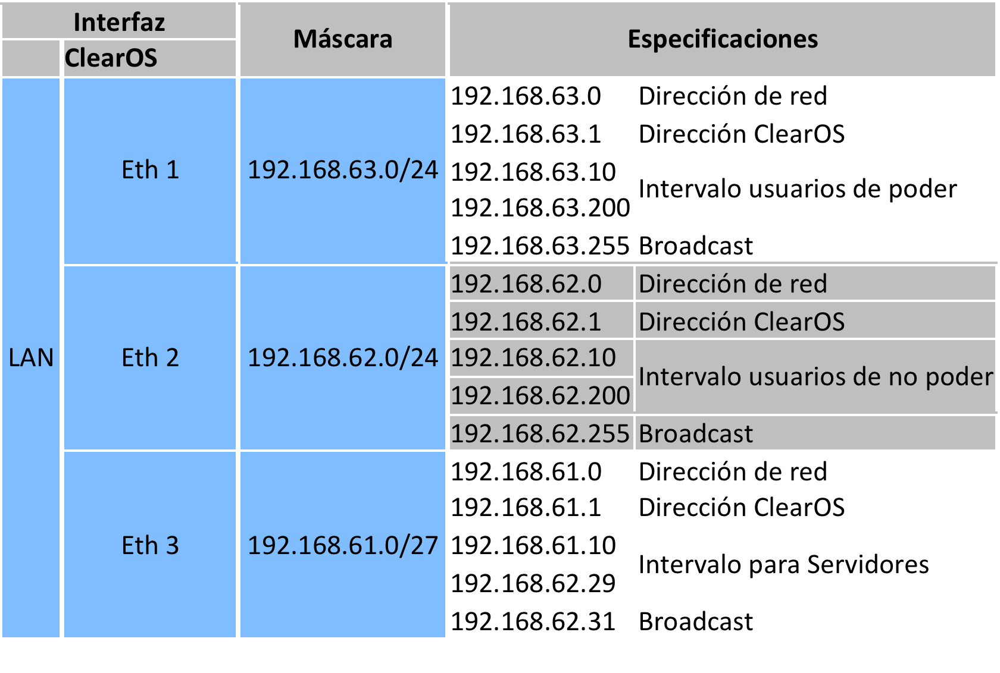 Interfaz
Máscara
Especificaciones
ClearOS
LAN
Eth 1
192.168.63.0/24
192.168.63.0 Dirección de red
192.168.63.1 Dirección ClearOS
192.168.63.10
Intervalo usuarios de poder
192.168.63.200
192.168.63.255 Broadcast
Eth 2
192.168.62.0/24
192.168.62.0 Dirección de red
192.168.62.1 Dirección ClearOS
192.168.62.10
Intervalo usuarios de no poder
192.168.62.200
192.168.62.255 Broadcast
Eth 3
192.168.61.0/27
192.168.61.0 Dirección de red
192.168.61.1 Dirección ClearOS
192.168.61.10
Intervalo para Servidores
192.168.62.29
192.168.62.31 Broadcast